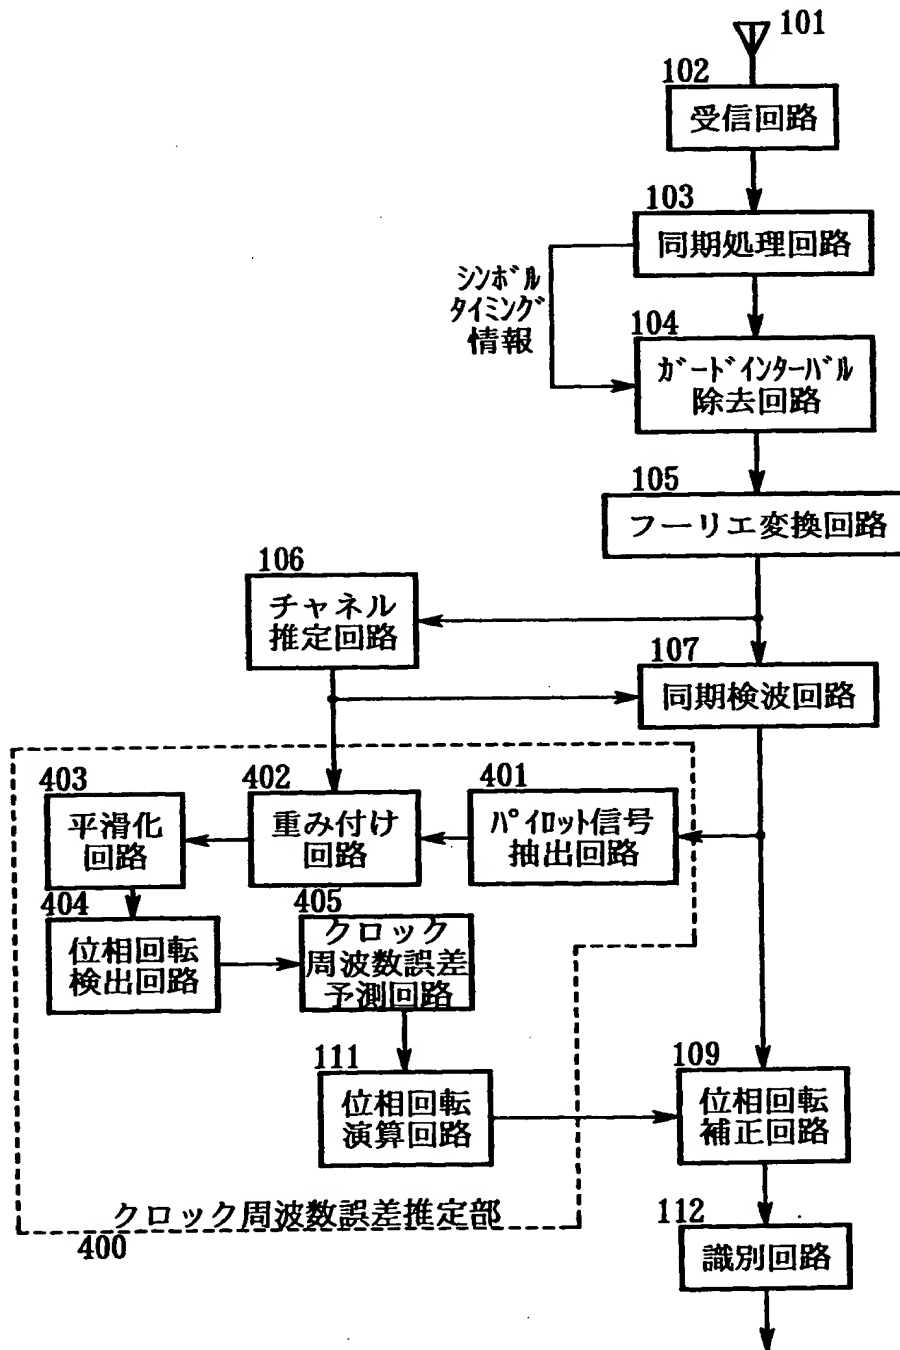 101
102
受信回路
103
同期処理回路
シンボル
タイミング
情報
104
ガードインターバル
除去回路
105
フーリエ変換回路
106
チャネル
推定回路
107
同期検波回路
403
平滑化
回路
402
重み付け
回路
401
パイロット信号
抽出回路
404
位相回転
検出回路
405
クロック
周波数誤差
予測回路
111
位相回転
演算回路
109
位相回転
補正回路
クロック周波数誤差推定部
400
112
識別回路